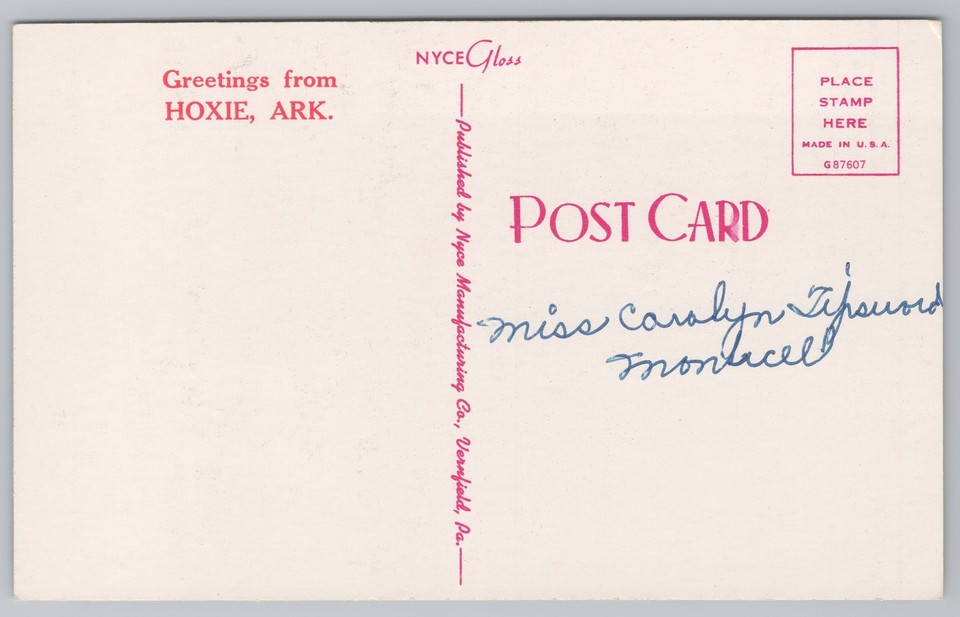 Greetings from
HOXIE, ARK.
NYCE Gloss
Published by Nyce Manufacturing Co., Vernfield, Pa.
PLACE
STAMP
HERE
MADE IN U.S.A.
G87607
POST CARD
Miss Carolyn Tipsword